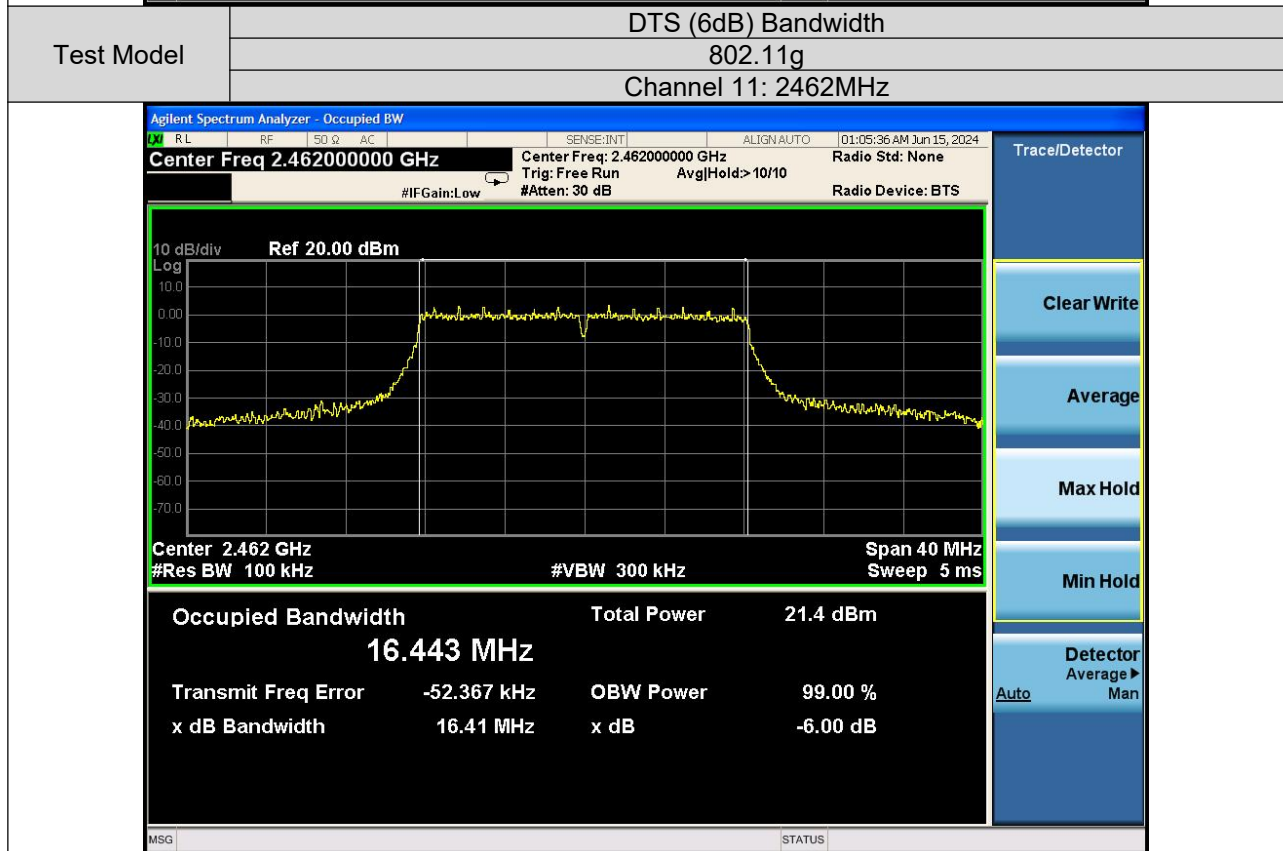 DTS (6dB) Bandwidth
Test Model
802.11g
Channel 11: 2462MHz
Agilent Spectrum Analyzer - Occupied BW
LXI RL RF 50 Ω AC SENSE:INT ALIGN AUTO 01:05:36 AM Jun 15, 2024
Center Freq 2.462000000 GHz
Center Freq: 2.462000000 GHz Radio Std: None
Trig: Free Run Avg|Hold:>10/10
#IFGain:Low #Atten: 30 dB Radio Device: BTS
Trace/Detector
10 dB/div Ref 20.00 dBm
Log
10.0
0.00
-10.0
-20.0
-30.0
-40.0
-50.0
-60.0
-70.0
Center 2.462 GHz Span 40 MHz
#Res BW 100 kHz #VBW 300 kHz Sweep 5 ms
Occupied Bandwidth Total Power 21.4 dBm
16.443 MHz
Transmit Freq Error -52.367 kHz OBW Power 99.00 %
x dB Bandwidth 16.41 MHz x dB -6.00 dB
Clear Write
Average
Max Hold
Min Hold
Detector
Average▶
Auto Man
MSG STATUS